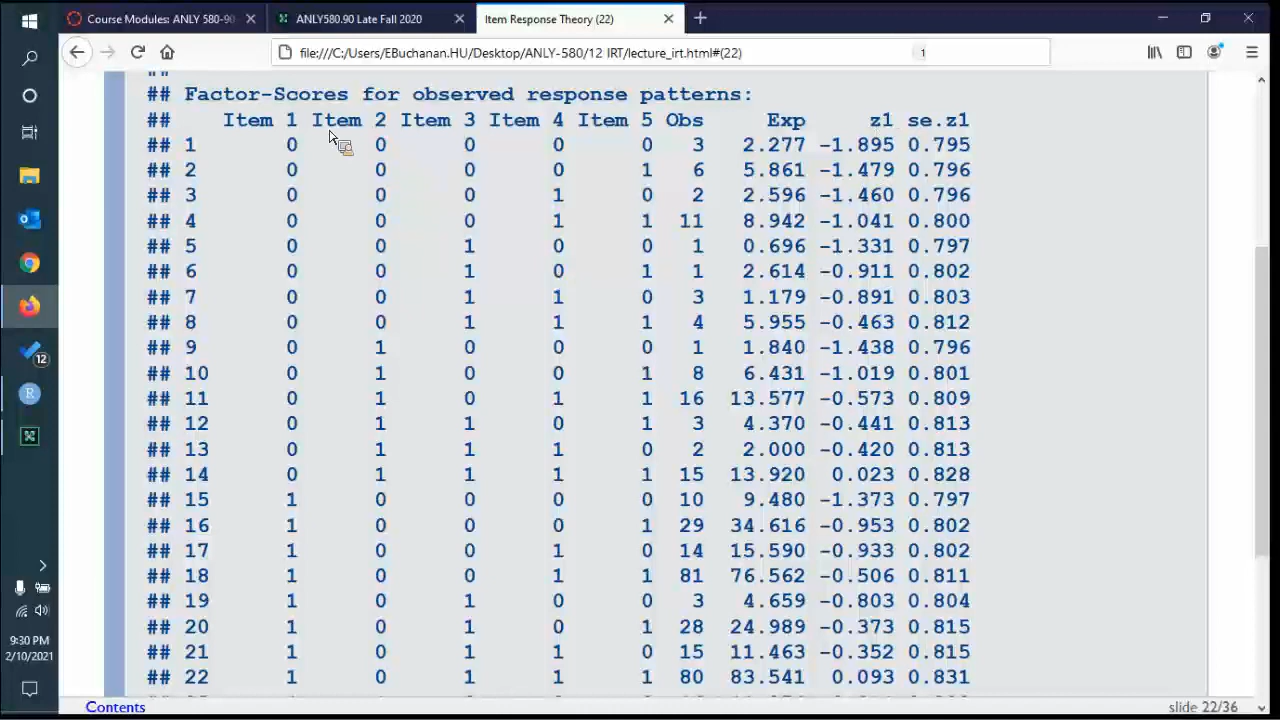 Course Modules: ANLY 580-90
ANLY580.90 Late Fall 2020
Item Response Theory (22)
file:///C:/Users/EBuchanan.HU/Desktop/ANLY-580/12 IRT/lecture_irt.html#(22)
1
##
## Factor-Scores for observed response patterns:
## Item 1 Item 2 Item 3 Item 4 Item 5 Obs Exp z1 se.z1
## 1 0 0 0 0 0 3 2.277 -1.895 0.795
## 2 0 0 0 0 1 6 5.861 -1.479 0.796
## 3 0 0 0 1 0 2 2.596 -1.460 0.796
## 4 0 0 0 1 1 11 8.942 -1.041 0.800
## 5 0 0 1 0 0 1 0.696 -1.331 0.797
## 6 0 0 1 0 1 1 2.614 -0.911 0.802
## 7 0 0 1 1 0 3 1.179 -0.891 0.803
## 8 0 0 1 1 1 4 5.955 -0.463 0.812
## 9 0 1 0 0 0 1 1.840 -1.438 0.796
## 10 0 1 0 0 1 8 6.431 -1.019 0.801
## 11 0 1 0 1 1 16 13.577 -0.573 0.809
## 12 0 1 1 0 1 3 4.370 -0.441 0.813
## 13 0 1 1 1 0 2 2.000 -0.420 0.813
## 14 0 1 1 1 1 15 13.920 0.023 0.828
## 15 1 0 0 0 0 10 9.480 -1.373 0.797
## 16 1 0 0 0 1 29 34.616 -0.953 0.802
## 17 1 0 0 1 0 14 15.590 -0.933 0.802
## 18 1 0 0 1 1 81 76.562 -0.506 0.811
## 19 1 0 1 0 0 3 4.659 -0.803 0.804
## 20 1 0 1 0 1 28 24.989 -0.373 0.815
## 21 1 0 1 1 0 15 11.463 -0.352 0.815
## 22 1 0 1 1 1 80 83.541 0.093 0.831
Contents
slide 22/36
12
R
9:30 PM
2/10/2021